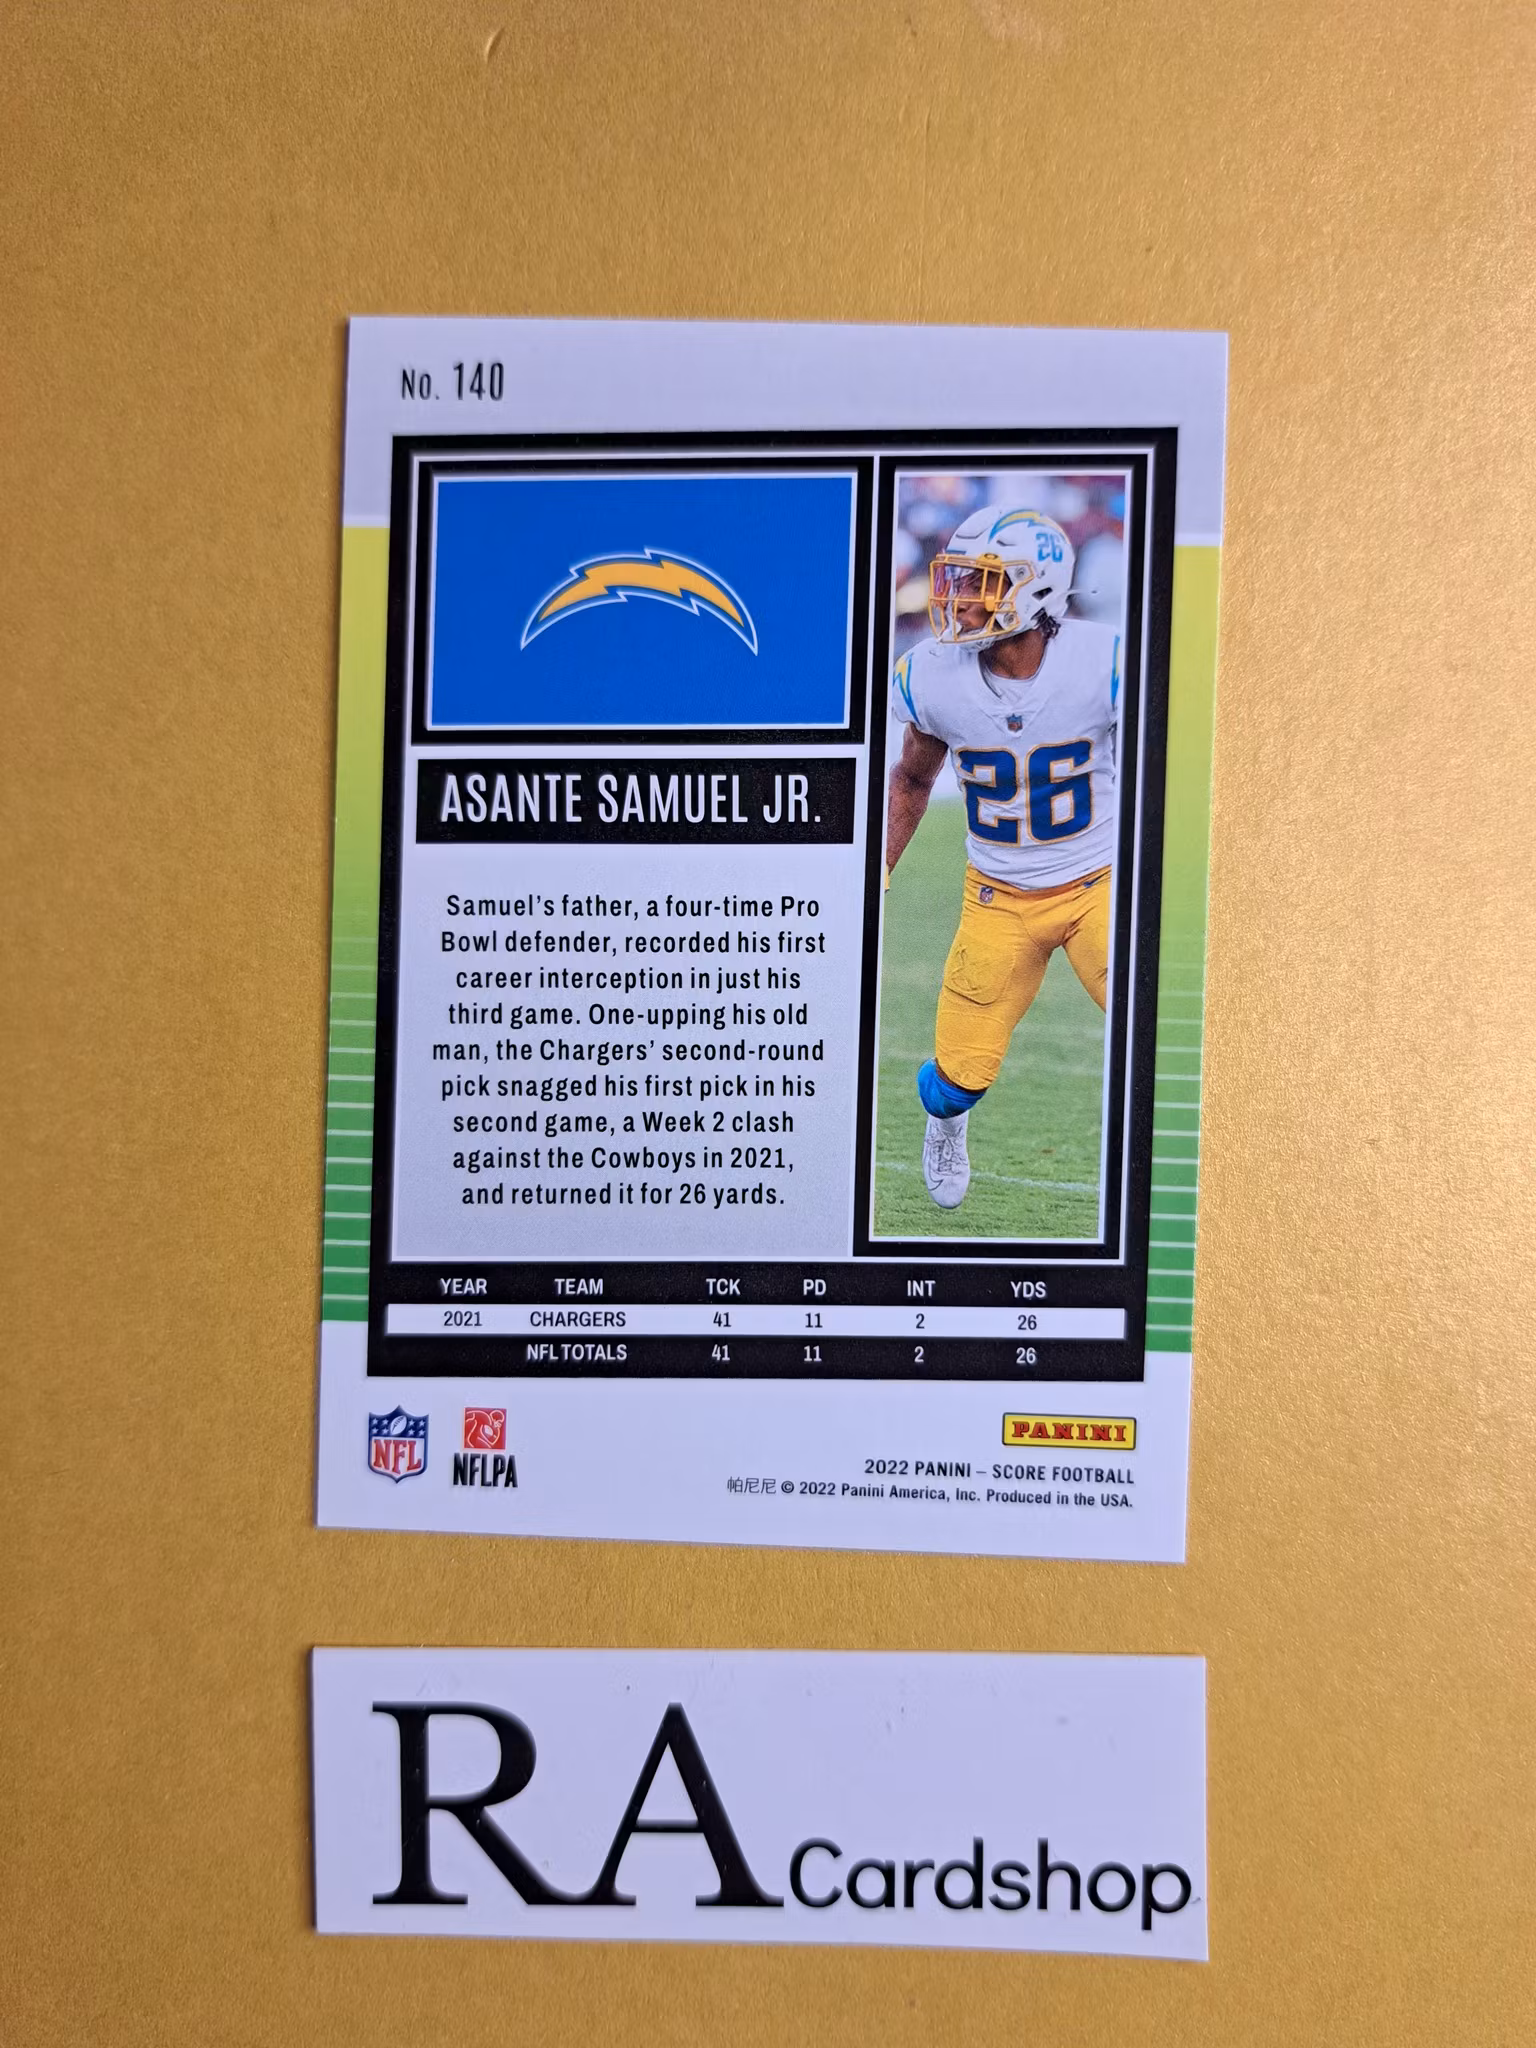 No. 140
26
26
ASANTE SAMUEL JR.
Samuel's father, a four-time Pro
Bowl defender, recorded his first
career interception in just his
third game. One-upping his old
man, the Chargers' second-round
pick snagged his first pick in his
second game, a Week 2 clash
against the Cowboys in 2021,
and returned it for 26 yards.
YEAR TEAM TCK PD INT YDS
2021 CHARGERS 41 11 2 26
NFL TOTALS 41 11 2 26
NFL
NFLPA
PANINI
2022 PANINI – SCORE FOOTBALL
帕尼尼 © 2022 Panini America, Inc. Produced in the USA.
RA Cardshop